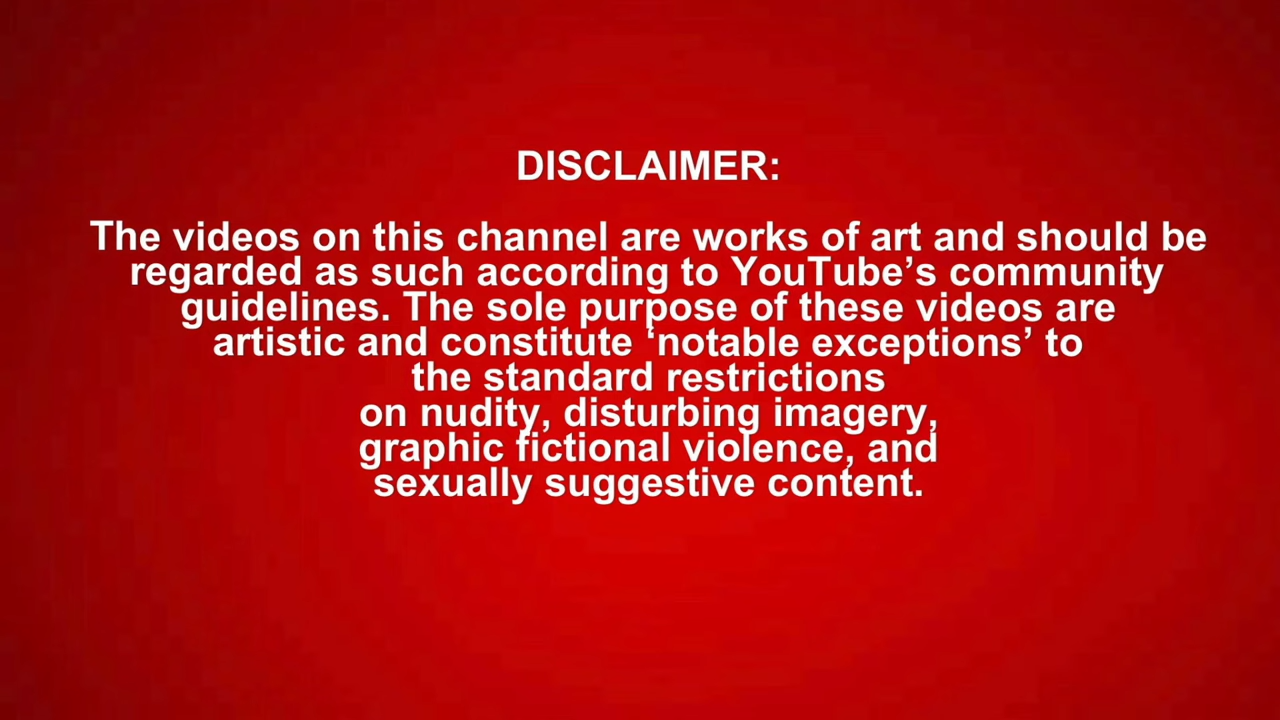 DISCLAIMER:
The videos on this channel are works of art and should be
regarded as such according to YouTube’s community
guidelines. The sole purpose of these videos are
artistic and constitute ‘notable exceptions’ to
the standard restrictions
on nudity, disturbing imagery,
graphic fictional violence, and
sexually suggestive content.